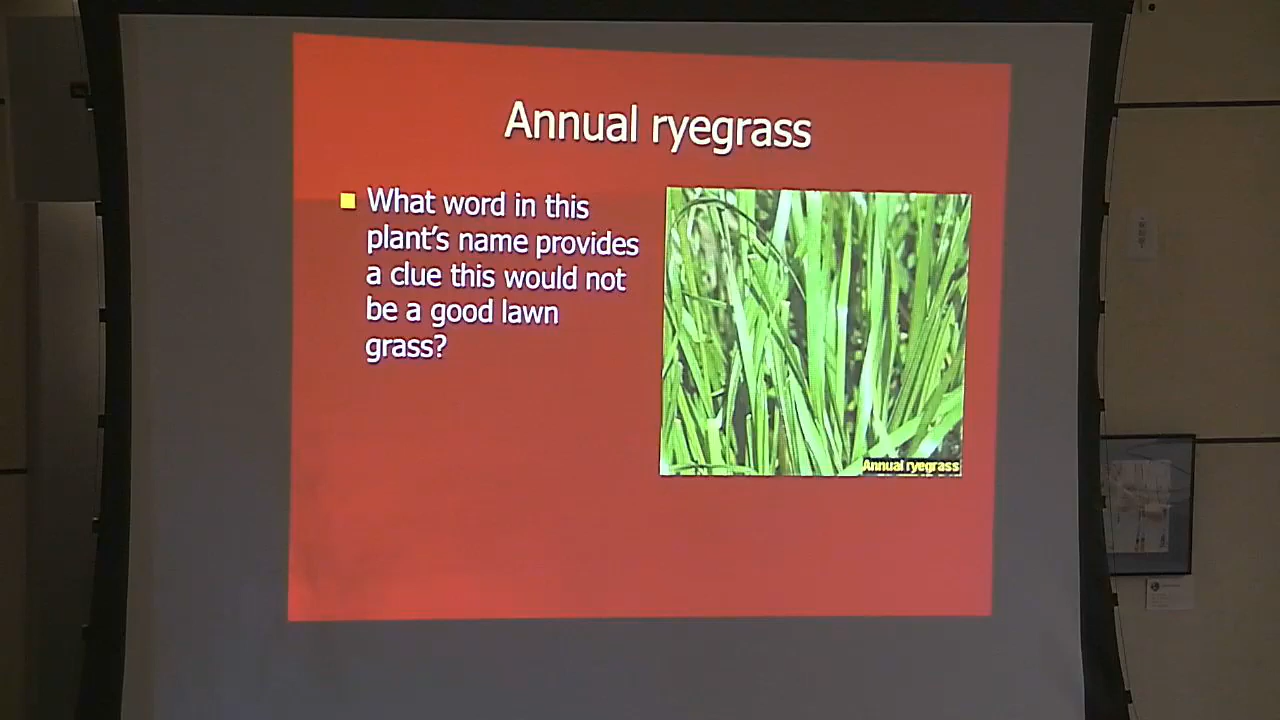 Annual ryegrass
What word in this
plant's name provides
a clue this would not
be a good lawn
grass?
Annual ryegrass